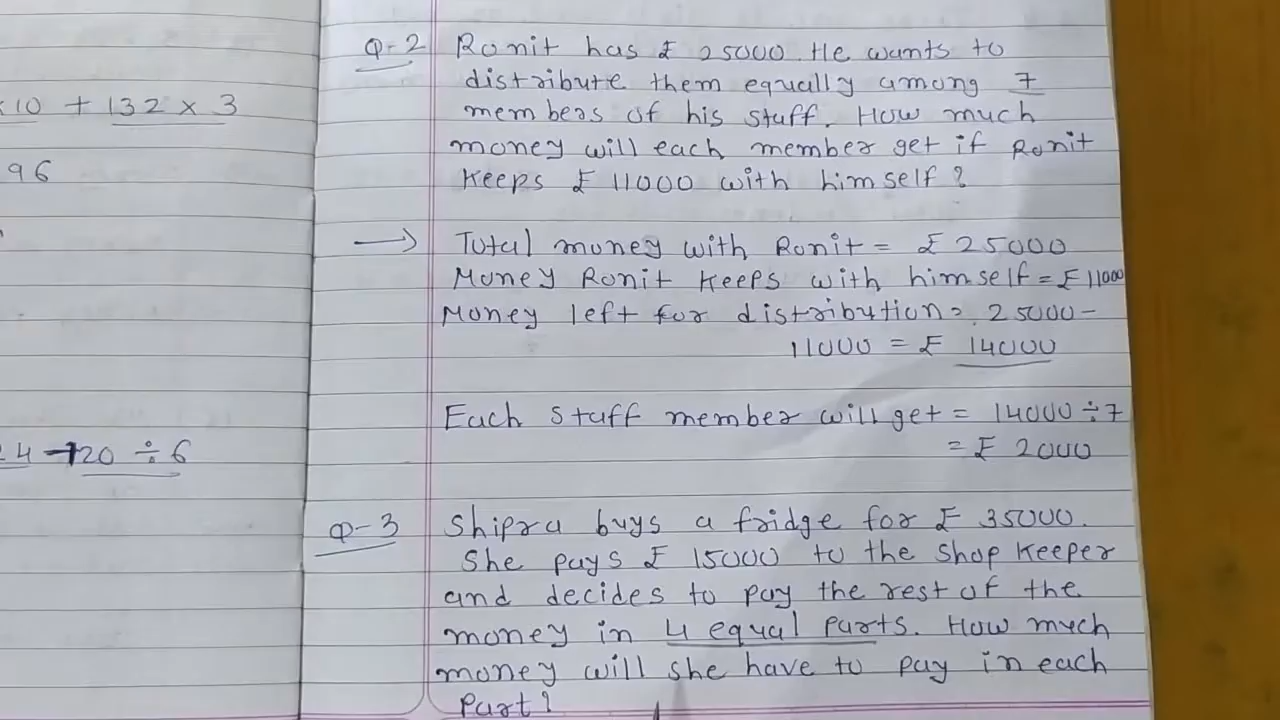 ×10 + 132 × 3
96
24 - 120 ÷ 6
Q-2 Ronit has £ 25000. He wants to
distribute them equally among 7
members of his staff. How much
money will each member get if Ronit
keeps £ 11000 with himself?
→ Total money with Ronit = £ 25000
Money Ronit keeps with himself = £ 11000
Money left for distribution = 25000 -
11000 = £ 14000
Each staff member will get = 14000 ÷ 7
= £ 2000
Q-3 Shipra buys a fridge for £ 35000.
She pays £ 15000 to the shop keeper
and decides to pay the rest of the
money in 4 equal parts. How much
money will she have to pay in each
part?